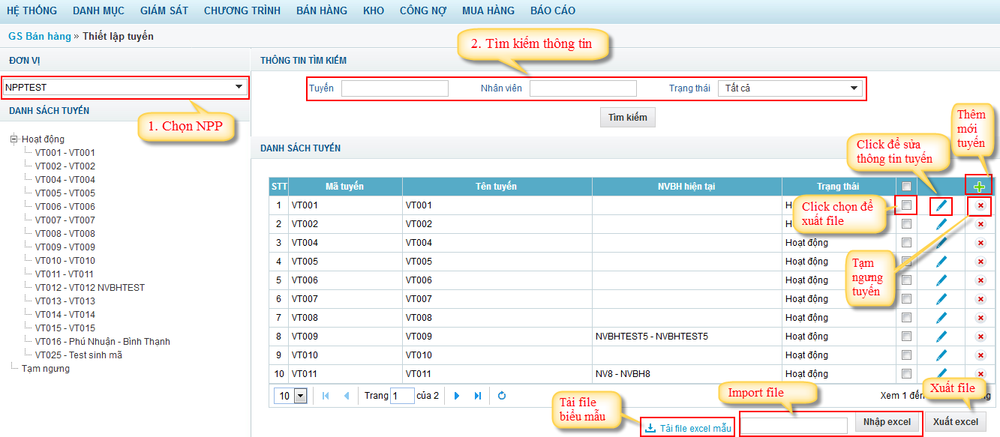 HỆ THỐNG DANH MỤC GIÁM SÁT CHƯƠNG TRÌNH BÁN HÀNG KHO CÔNG NỢ MUA HÀNG BÁO CÁO
GS Bán hàng » Thiết lập tuyến
ĐƠN VỊ
NPPTEST
1. Chọn NPP
DANH SÁCH TUYẾN
Hoạt động
VT001 - VT001
VT002 - VT002
VT004 - VT004
VT005 - VT005
VT006 - VT006
VT007 - VT007
VT008 - VT008
VT009 - VT009
VT010 - VT010
VT011 - VT011
VT012 - VT012 NVBHTEST
VT013 - VT013
VT014 - VT014
VT015 - VT015
VT016 - Phú Nhuận - Bình Thạnh
VT025 - Test sinh mã
Tạm ngưng
2. Tìm kiếm thông tin
THÔNG TIN TÌM KIẾM
Tuyến Nhân viên Trạng thái Tất cả
Tìm kiếm
Thêm
mới
tuyến
Click để sửa
thông tin tuyến
DANH SÁCH TUYẾN
STT Mã tuyến Tên tuyến NVBH hiện tại Trạng thái
1 VT001 VT001
2 VT002 VT002
3 VT004 VT004 Hoạt động
4 VT005 VT005 Hoạt động
5 VT006 VT006 Hoạt động
6 VT007 VT007 Hoạt động
7 VT008 VT008 Hoạt động
8 VT009 VT009 NVBHTEST5 - NVBHTEST5 Hoạt động
9 VT010 VT010 Hoạt động
10 VT011 VT011 NV8 - NVBH8 Hoạt động
Click chọn để
xuất file
Tạm
ngưng
tuyến
10 Trang 1 của 2 Xem 1 đến
Tải file
biểu mẫu
Import file
Xuất file
Tải file excel mẫu Nhập excel Xuất excel